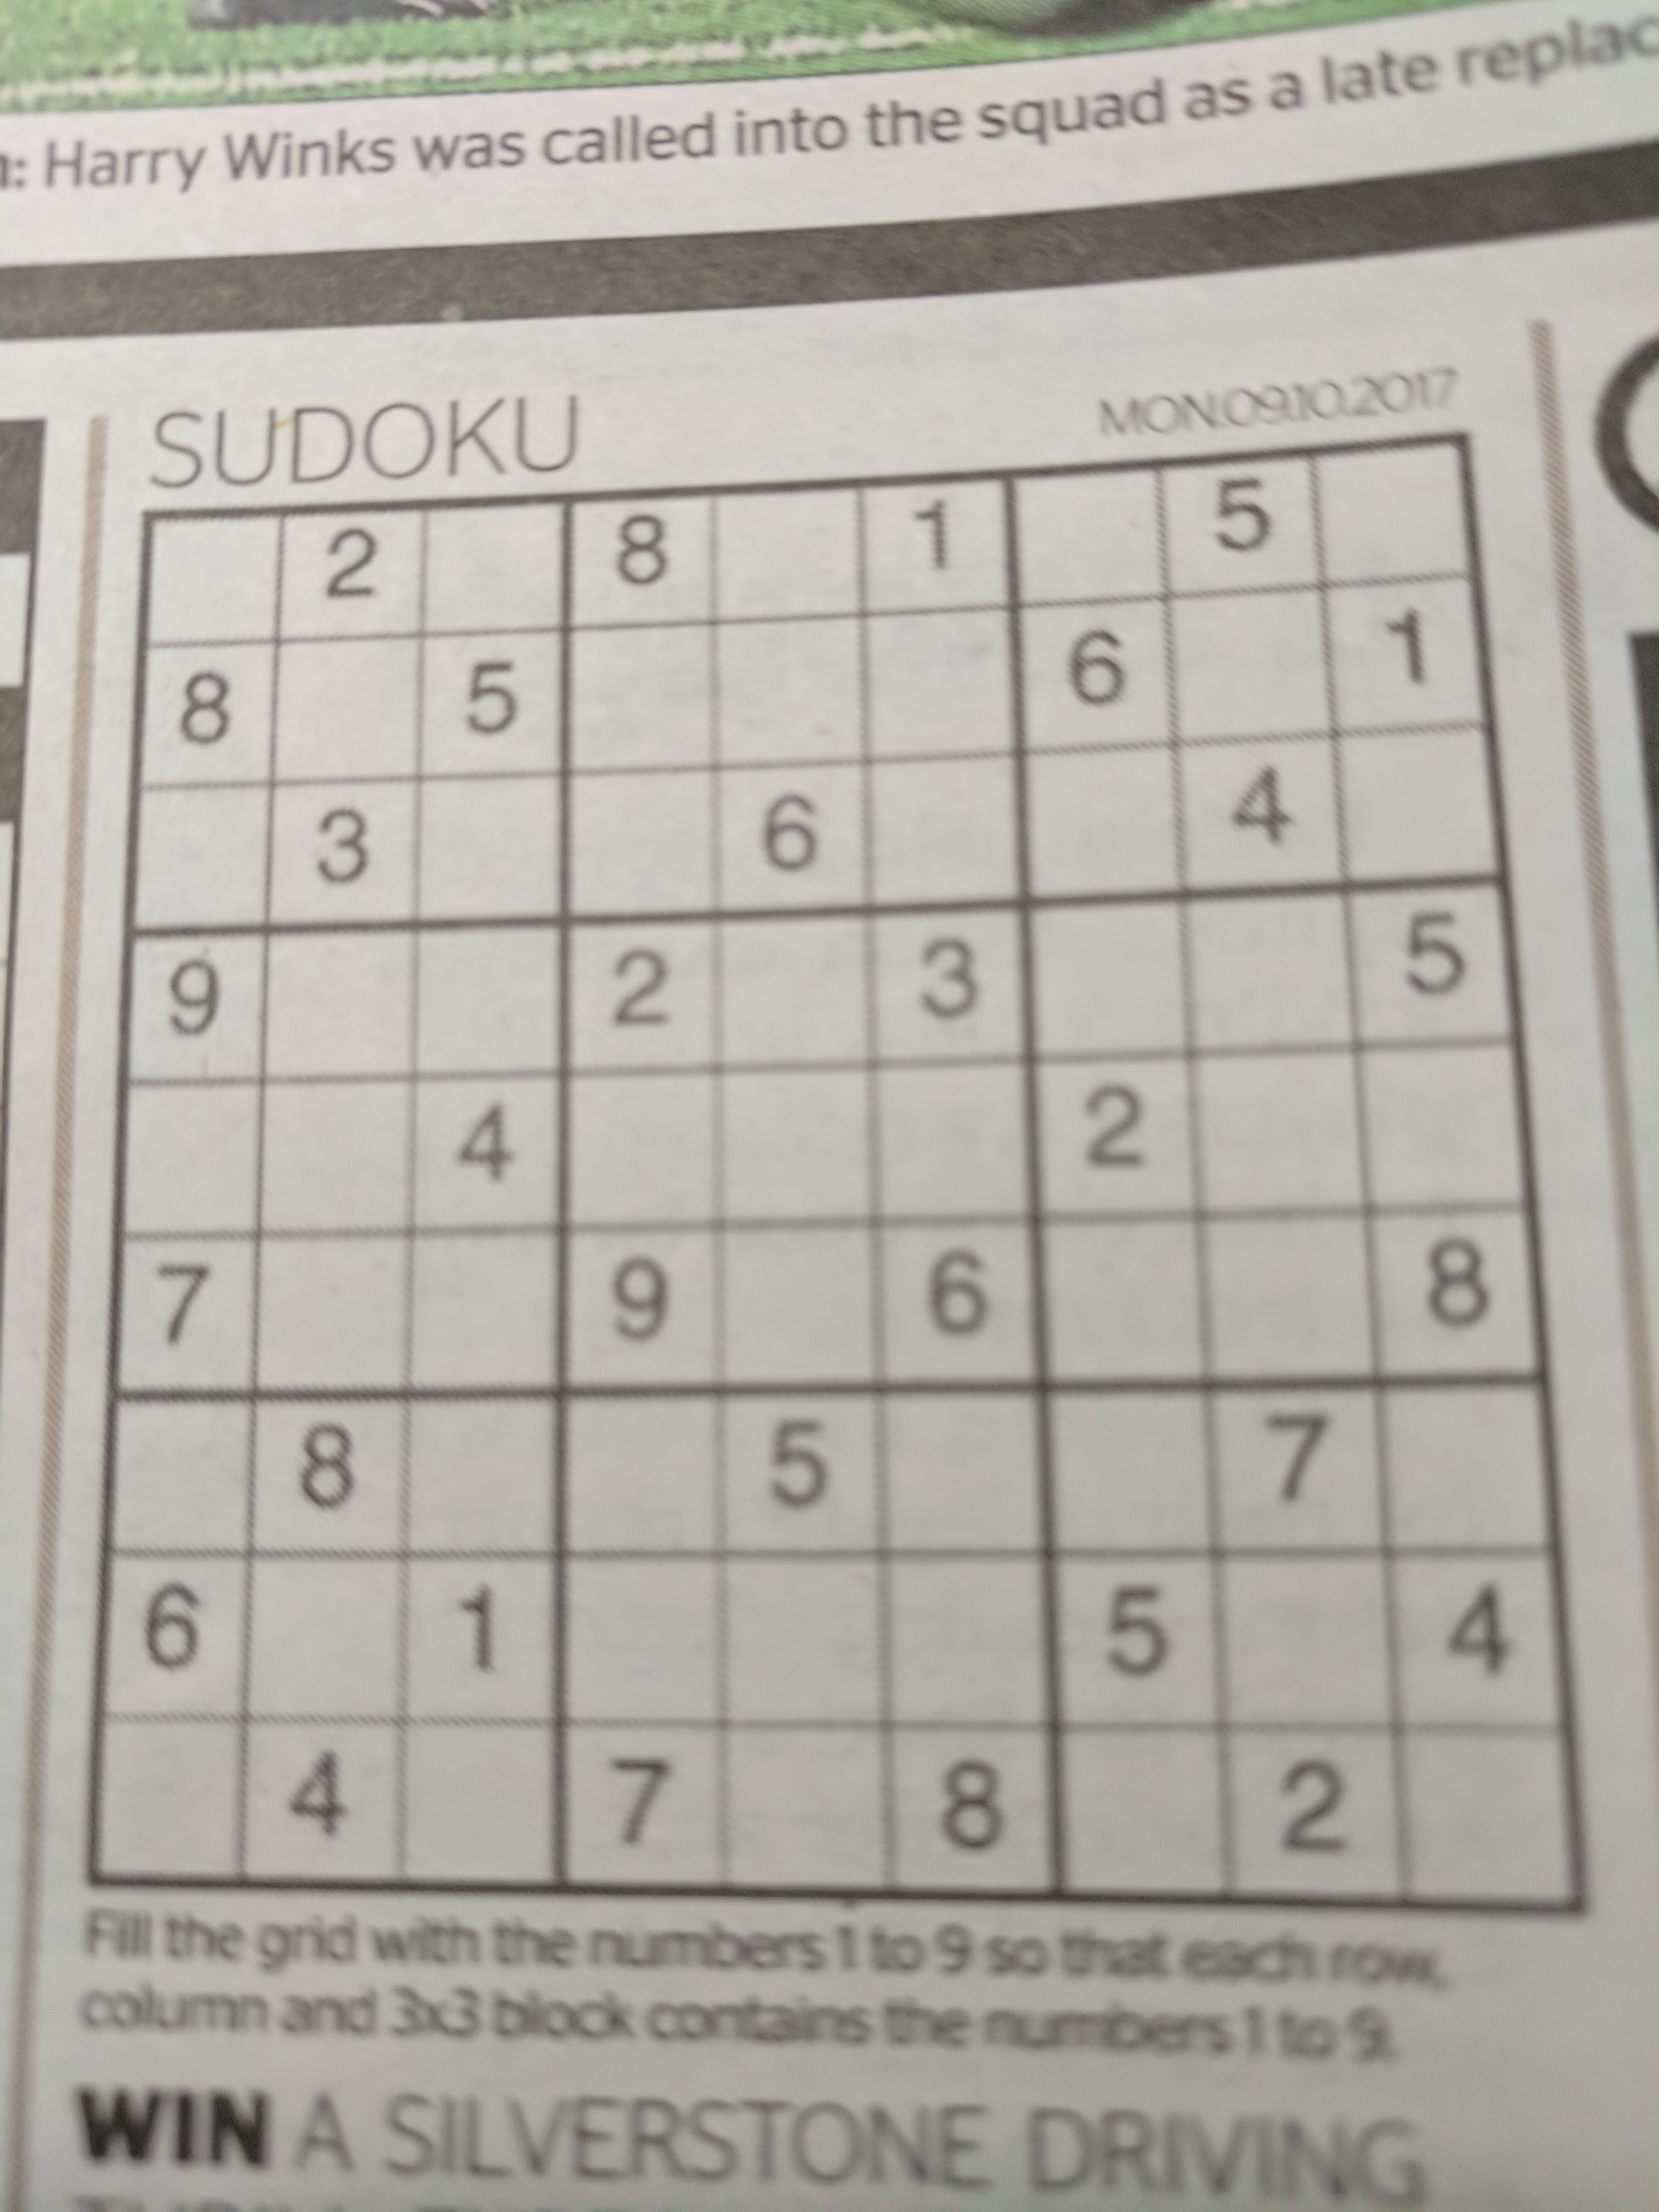 n: Harry Winks was called into the squad as a late replac
SUDOKU MON.09.10.2017
2 8 1 5
8 5 6 1
3 6 4
9 2 3 5
4 2
7 9 6 8
8 5 7
6 1 5 4
4 7 8 2
Fill the grid with the numbers 1 to 9 so that each row,
column and 3x3 block contains the numbers 1 to 9.
WIN A SILVERSTONE DRIVING